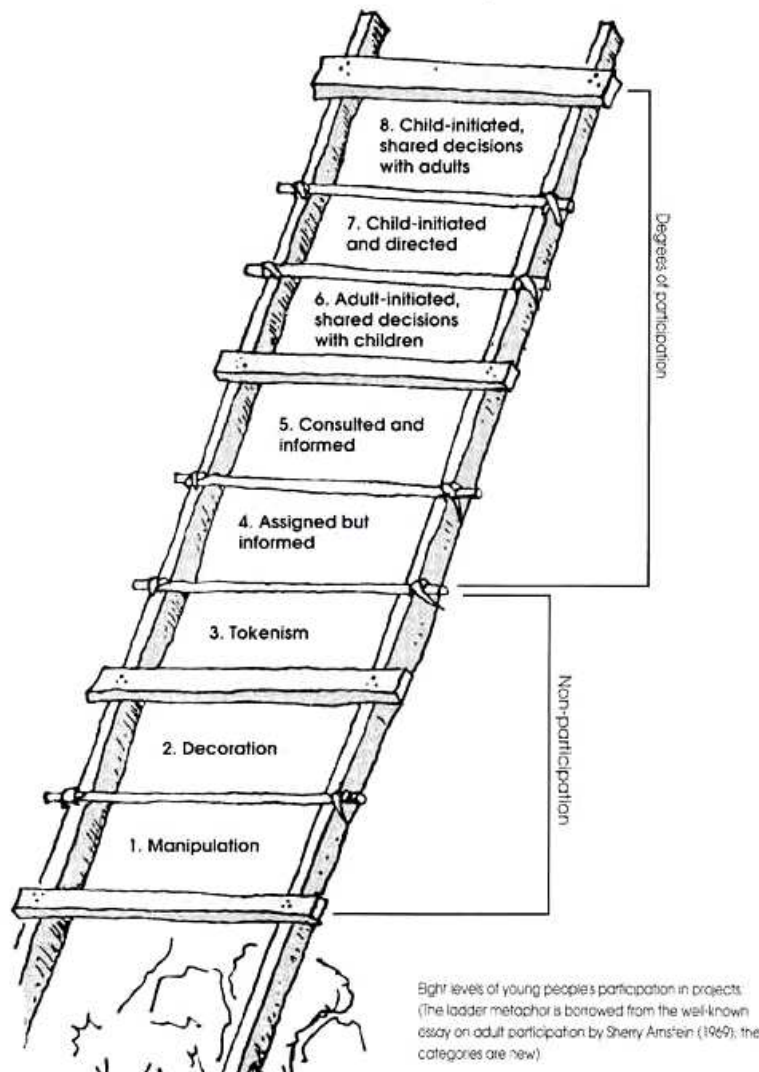 8. Child-initiated,
shared decisions
with adults
7. Child-initiated
and directed
6. Adult-initiated,
shared decisions
with children
5. Consulted and
informed
4. Assigned but
informed
3. Tokenism
2. Decoration
1. Manipulation
Degrees of participation
Non-participation
Eight levels of young people's participation in projects.
(The ladder metaphor is borrowed from the well-known
essay on adult participation by Sherry Arnstein (1969); the
categories are new)